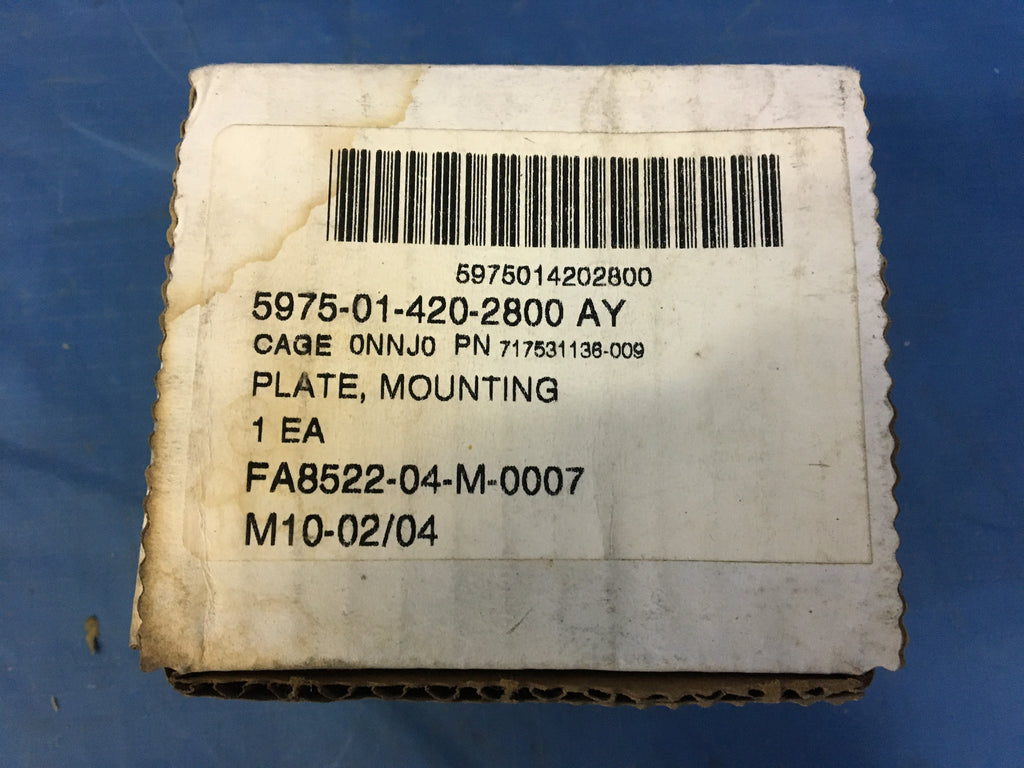 5975014202800
5975-01-420-2800 AY
CAGE 0NNJ0 PN 717531136-009
PLATE, MOUNTING
1 EA
FA8522-04-M-0007
M10-02/04